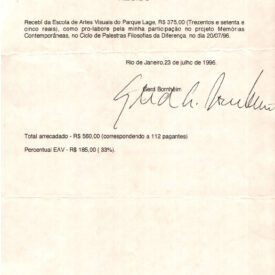 Recebi da Escola de Artes Visuais do Parque Lage, R$ 375,00 (Trezentos e setenta e
cinco reais), como pró-labore pela minha participação no projeto Memórias
Contemporâneas, no Ciclo de Palestras Filosofias da Diferença, no dia 20/07/96.
Rio de Janeiro,23 de julho de 1996.
Gerd Bornheim
Total arrecadado - R$ 560,00 (correspondendo a 112 pagantes)
Percentual EAV - R$ 185,00 ( 33%).